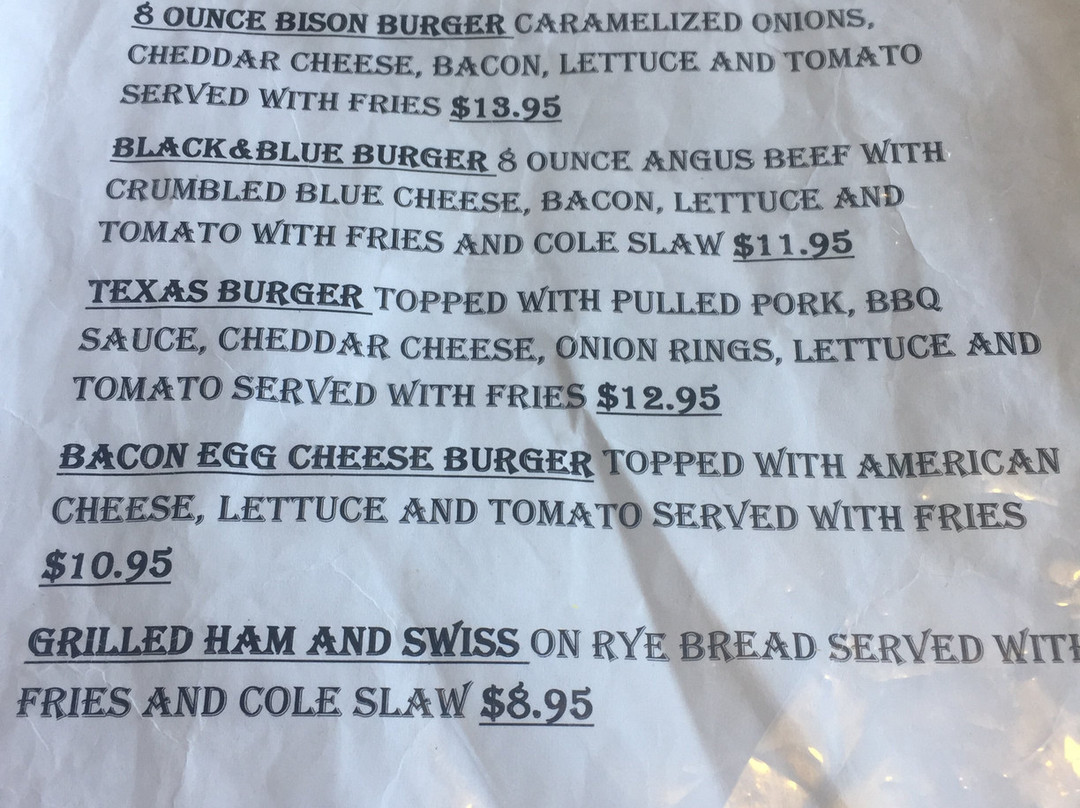 8 OUNCE BISON BURGER CARAMELIZED ONIONS,
CHEDDAR CHEESE, BACON, LETTUCE AND TOMATO
SERVED WITH FRIES $13.95
BLACK&BLUE BURGER 8 OUNCE ANGUS BEEF WITH
CRUMBLED BLUE CHEESE, BACON, LETTUCE AND
TOMATO WITH FRIES AND COLE SLAW $11.95
TEXAS BURGER TOPPED WITH PULLED PORK, BBQ
SAUCE, CHEDDAR CHEESE, ONION RINGS, LETTUCE AND
TOMATO SERVED WITH FRIES $12.95
BACON EGG CHEESE BURGER TOPPED WITH AMERICAN
CHEESE, LETTUCE AND TOMATO SERVED WITH FRIES
$10.95
GRILLED HAM AND SWISS ON RYE BREAD SERVED WITH
FRIES AND COLE SLAW $8.95